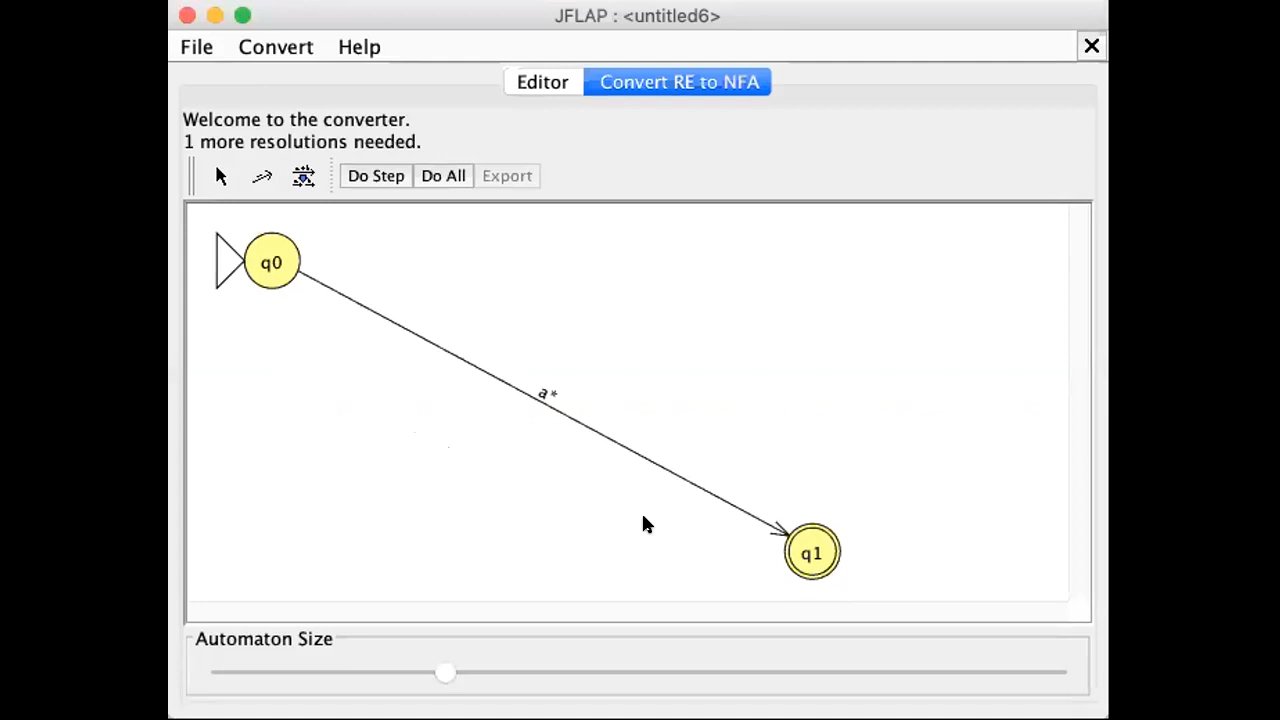 JFLAP : <untitled6>
File Convert Help
Editor Convert RE to NFA
Welcome to the converter.
1 more resolutions needed.
Do Step Do All Export
q0
a*
q1
Automaton Size